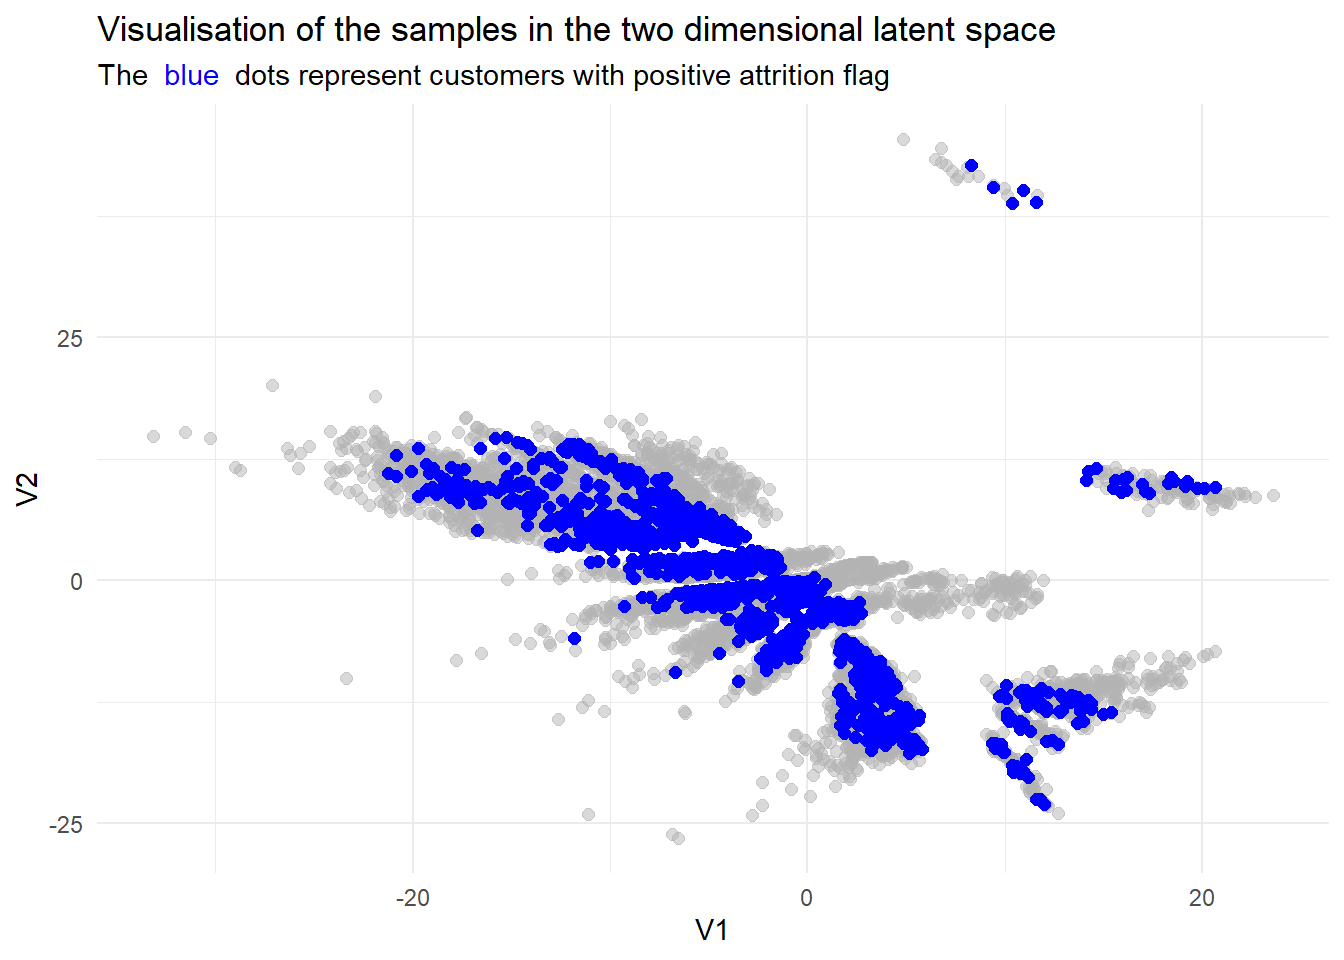 Visualisation of the samples in the two dimensional latent space
The blue dots represent customers with positive attrition flag
25
0
-25
V2
-20
0
20
V1